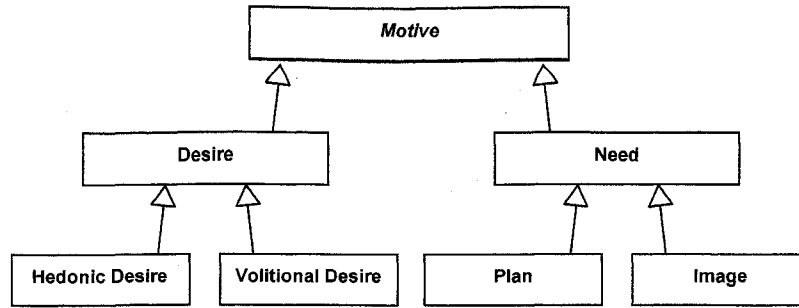 Motive
Desire
Need
Hedonic Desire
Volitional Desire
Plan
Image